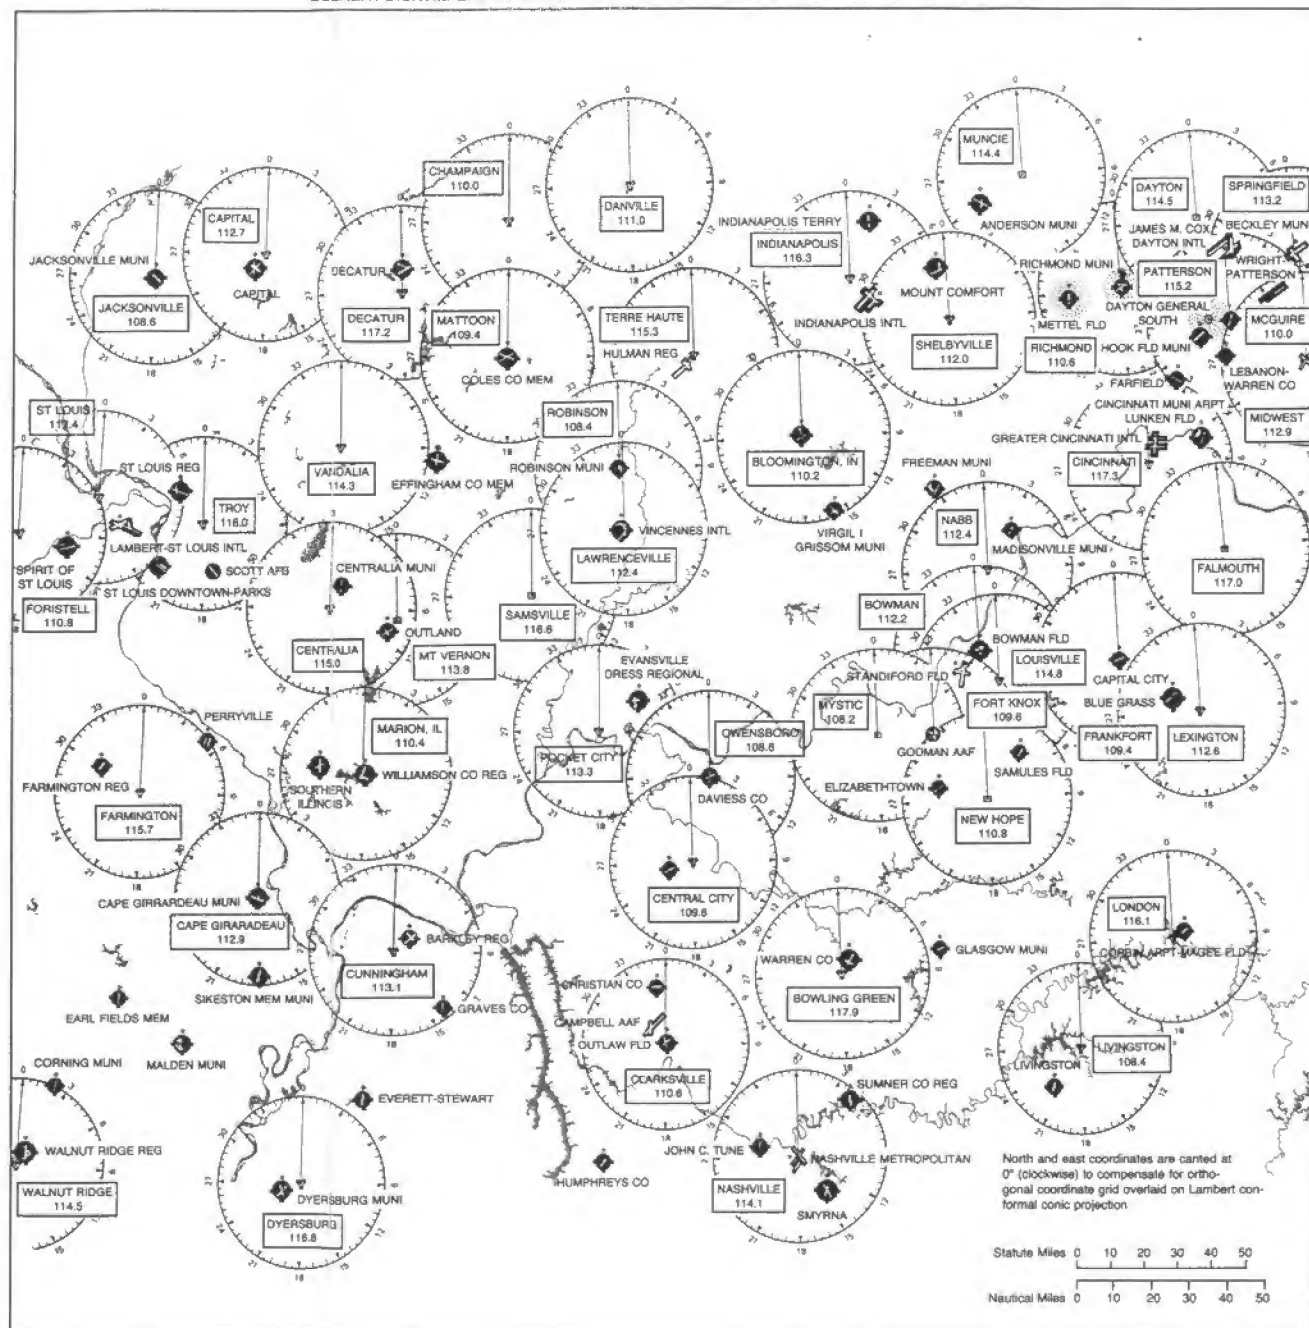 MUNCIE
114.4
CHAMPAIGN
110.0
DANVILLE
111.0
DAYTON
114.5
SPRINGFIELD
113.2
CAPITAL
112.7
INDIANAPOLIS TERRY
ANDERSON MUNI
JAMES M. COX
DAYTON INTL
BECKLEY MUNI
INDIANAPOLIS
116.3
JACKSONVILLE MUNI
CAPITAL
DECATUR
RICHMOND MUNI
PATTERSON
115.2
WRIGHT-
PATTERSON
MOUNT COMFORT
JACKSONVILLE
108.6
DECATUR
117.2
MATTOON
109.4
TERRE HAUTE
115.3
HULMAN REG
INDIANAPOLIS INTL
METTEL FLD
DAYTON GENERAL
SOUTH
MCGUIRE
110.0
SHELBYVILLE
112.0
RICHMOND
110.6
HOOK FLD MUNI
LEBANON-
WARREN CO
COLES CO MEM
FARFIELD
ROBINSON
108.4
CINCINNATI MUNI ARPT
LUNKEN FLD
MIDWEST
112.9
ST LOUIS
117.4
GREATER CINCINNATI INTL
ST LOUIS REG
VANDALIA
114.3
EFFINGHAM CO MEM
ROBINSON MUNI
BLOOMINGTON, IN
110.2
FREEMAN MUNI
CINCINNATI
117.3
TROY
116.0
VINCENNES INTL
VIRGIL I
GRISSOM MUNI
NABB
112.4
MADISONVILLE MUNI
LAMBERT-ST LOUIS INTL
SPIRIT OF
ST LOUIS
SCOTT AFS
CENTRALIA MUNI
LAWRENCEVILLE
112.4
FALMOUTH
117.0
ST LOUIS DOWNTOWN-PARKS
FORISTELL
110.8
SAMSVILLE
116.6
BOWMAN
112.2
OUTLAND
CENTRALIA
115.0
MT VERNON
113.8
EVANSVILLE
DRESS REGIONAL
BOWMAN FLD
LOUISVILLE
114.8
STANDIFORD FLD
CAPITAL CITY
PERRYVILLE
MARION, IL
110.4
MYSTIC
108.2
FORT KNOX
109.6
BLUE GRASS
OWENSBORO
108.6
FRANKFORT
109.4
LEXINGTON
112.6
POCKET CITY
113.3
GODMAN AAF
SAMULES FLD
FARMINGTON REG
WILLIAMSON CO REG
SOUTHERN
ILLINOIS
DAVIESS CO
ELIZABETHTOWN
FARMINGTON
115.7
NEW HOPE
110.8
CENTRAL CITY
109.8
CAPE GIRRARDEAU MUNI
LONDON
116.1
CAPE GIRARADEAU
112.9
BARKLEY REG
GLASGOW MUNI
CORBIN ARPT-MAGEE FLD
WARREN CO
CUNNINGHAM
113.1
SIKESTON MEM MUNI
CHRISTIAN CO
BOWLING GREEN
117.9
EARL FIELDS MEM
GRAVES CO
CAMPBELL AAF
OUTLAW FLD
MALDEN MUNI
LIVINGSTON
108.4
CORNING MUNI
LIVINGSTON
CLARKSVILLE
110.6
SUMNER CO REG
EVERETT-STEWART
WALNUT RIDGE REG
JOHN C. TUNE
NASHVILLE METROPOLITAN
HUMPHREYS CO
WALNUT RIDGE
114.5
DYERSBURG MUNI
NASHVILLE
114.1
SMYRNA
DYERSBURG
116.8
North and east coordinates are canted at
0° (clockwise) to compensate for ortho-
gonal coordinate grid overlaid on Lambert con-
formal conic projection
Statute Miles 0 10 20 30 40 50
Nautical Miles 0 10 20 30 40 50